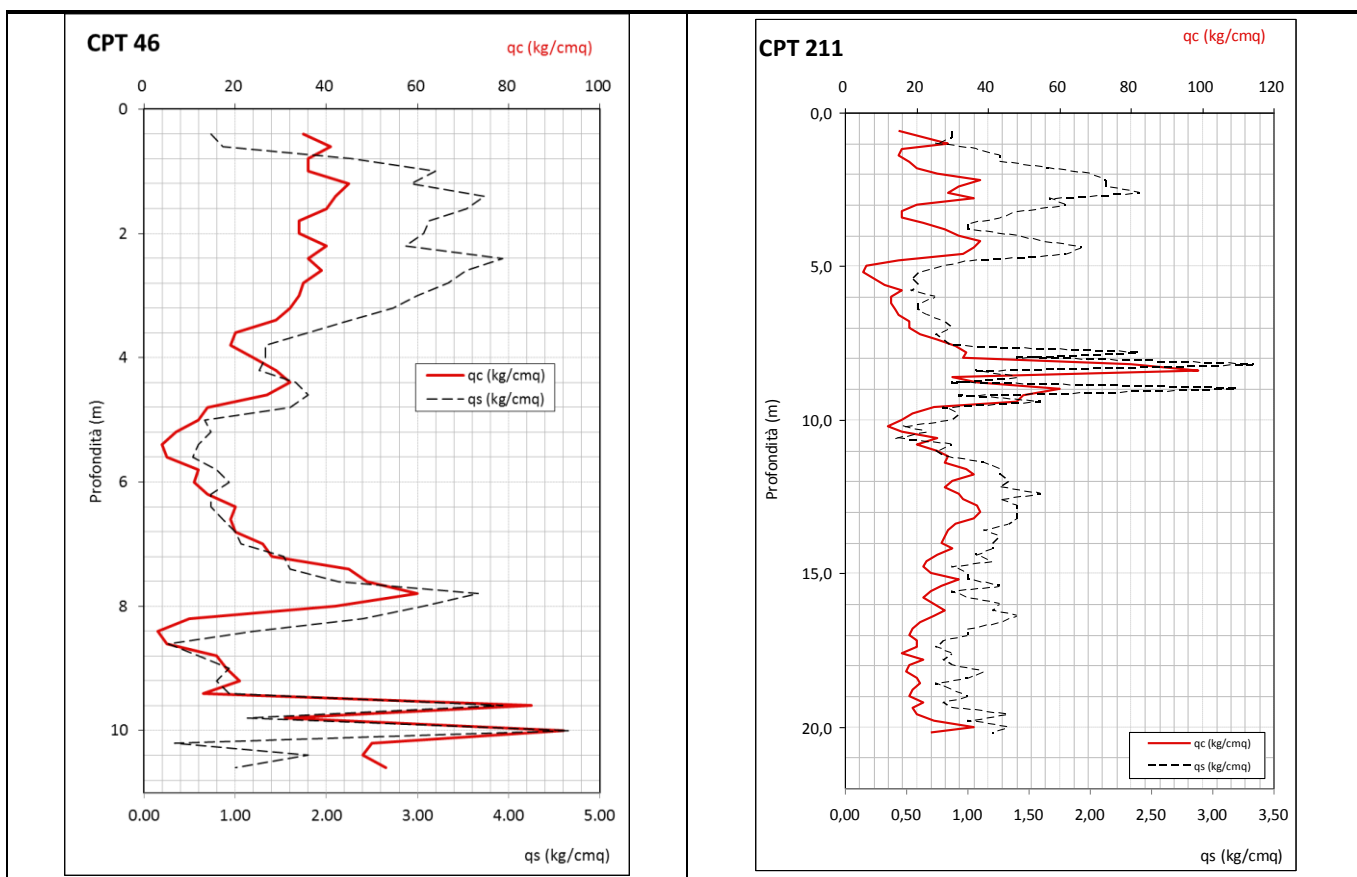 CPT 46
qc (kg/cmq)
0 20 40 60 80 100
0
2
4
6
8
10
Profondità (m)
qc (kg/cmq)
qs (kg/cmq)
0.00 1.00 2.00 3.00 4.00 5.00
qs (kg/cmq)
CPT 211
qc (kg/cmq)
0 20 40 60 80 100 120
0,0
5,0
10,0
15,0
20,0
Profondità (m)
qc (kg/cmq)
qs (kg/cmq)
0,00 0,50 1,00 1,50 2,00 2,50 3,00 3,50
qs (kg/cmq)